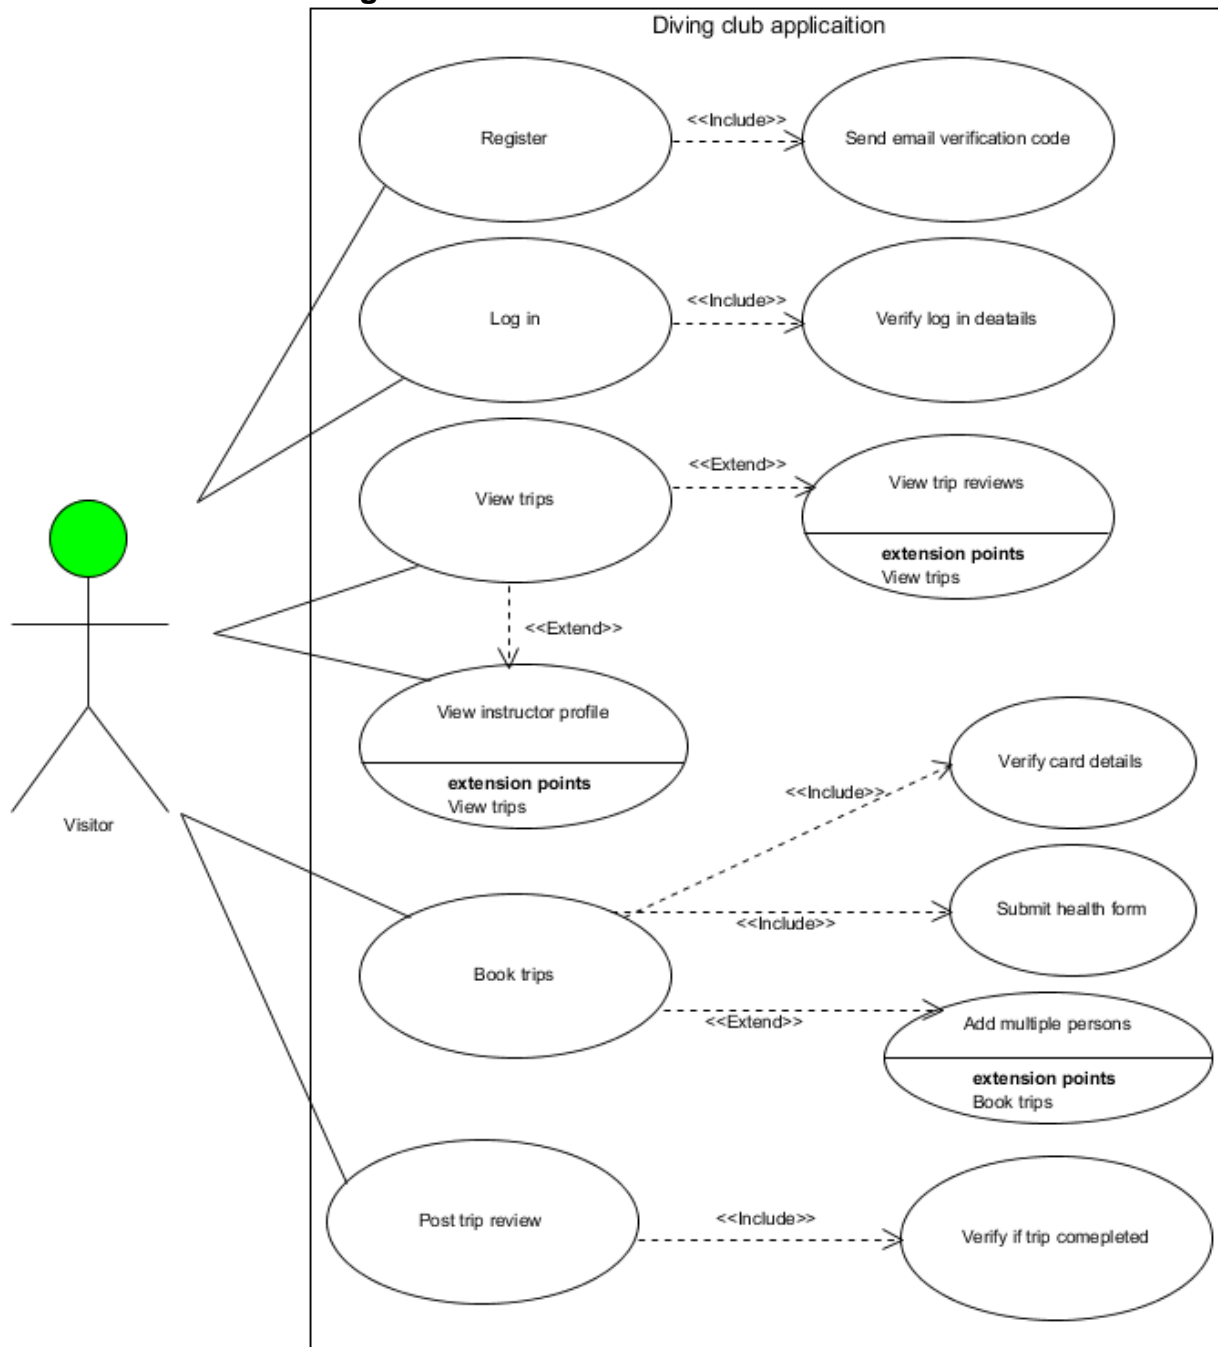 Diving club applicaition
Register
<<Include>>
Send email verification code
Log in
<<Include>>
Verify log in deatails
View trips
<<Extend>>
View trip reviews
extension points
View trips
<<Extend>>
View instructor profile
extension points
View trips
Visitor
<<Include>>
Verify card details
<<Include>>
Submit health form
Book trips
<<Extend>>
Add multiple persons
extension points
Book trips
Post trip review
<<Include>>
Verify if trip comepleted